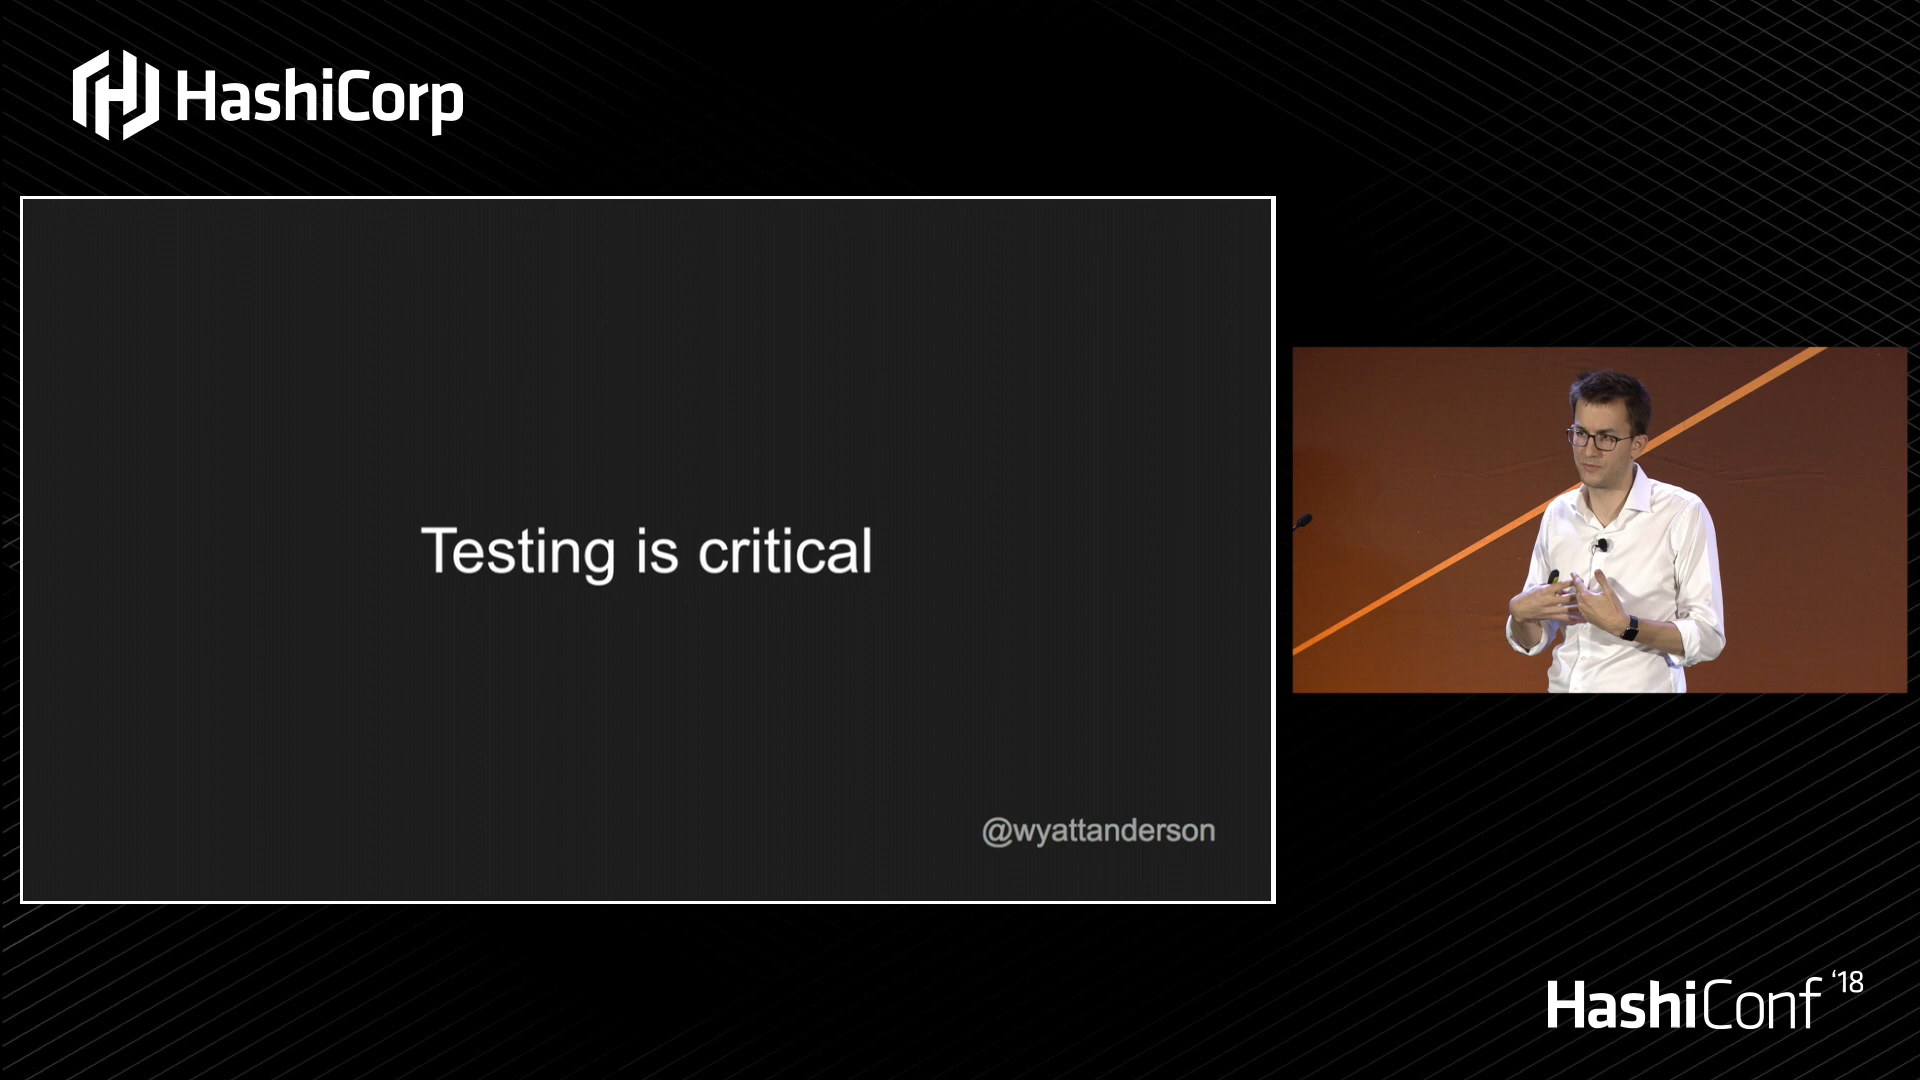 HashiCorp
Testing is critical
@wyattanderson
HashiConf '18